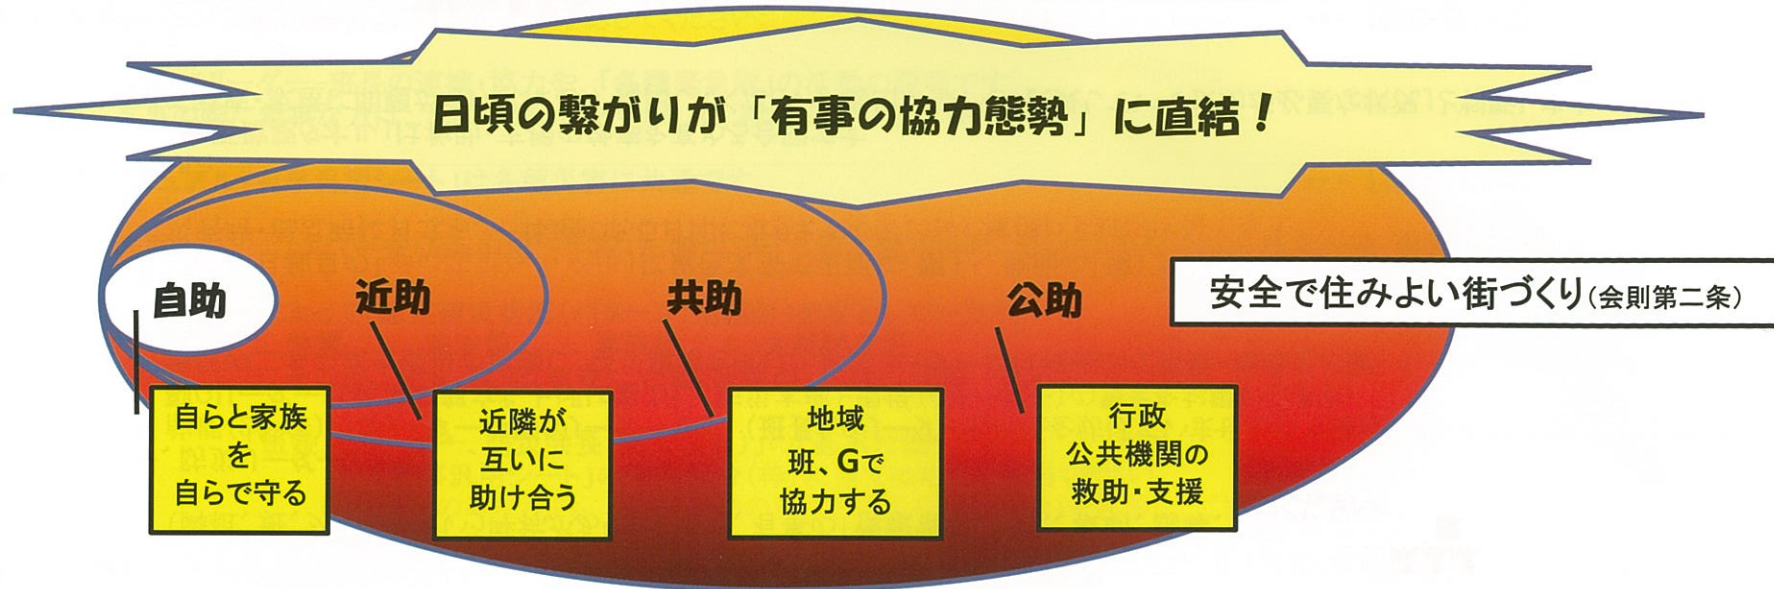 日頃の繋がりが「有事の協力態勢」に直結！
自助
近助
共助
公助
安全で住みよい街づくり(会則第二条)
自らと家族
を
自らで守る
近隣が
互いに
助け合う
地域
班、Gで
協力する
行政
公共機関の
救助・支援